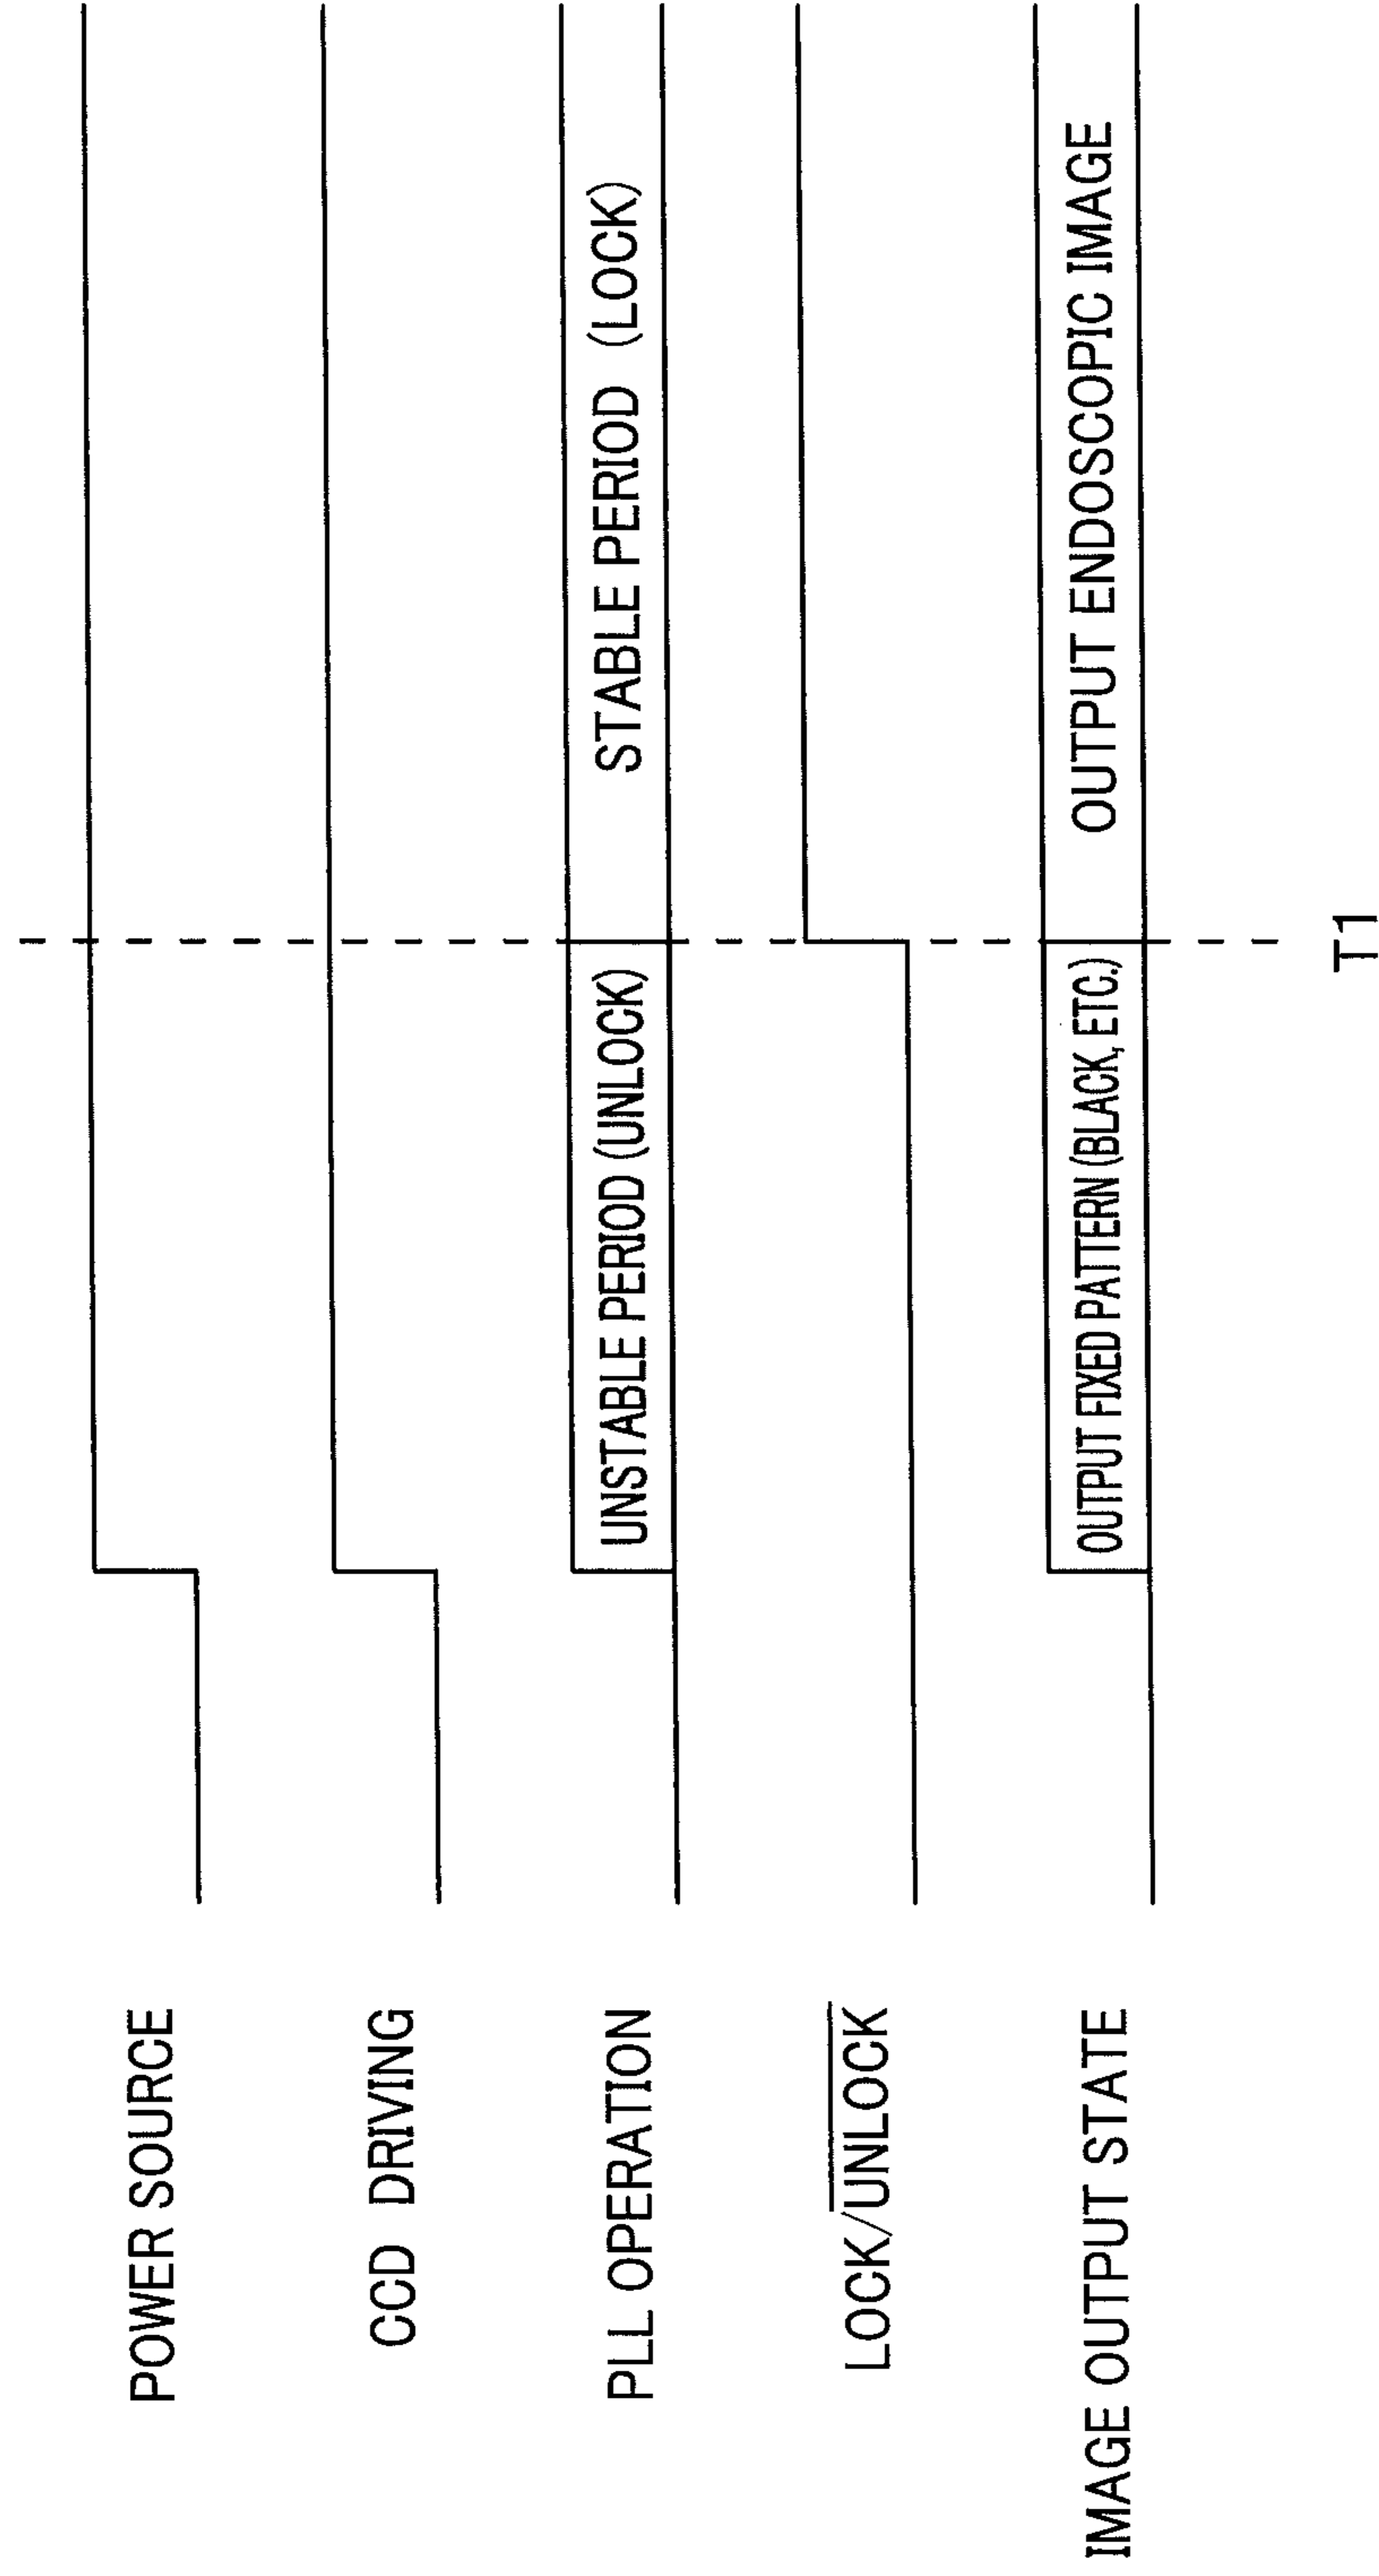 POWER SOURCE
CCD DRIVING
PLL OPERATION
UNSTABLE PERIOD (UNLOCK)
STABLE PERIOD (LOCK)
LOCK/UNLOCK
IMAGE OUTPUT STATE
OUTPUT FIXED PATTERN (BLACK, ETC.)
OUTPUT ENDOSCOPIC IMAGE
T1